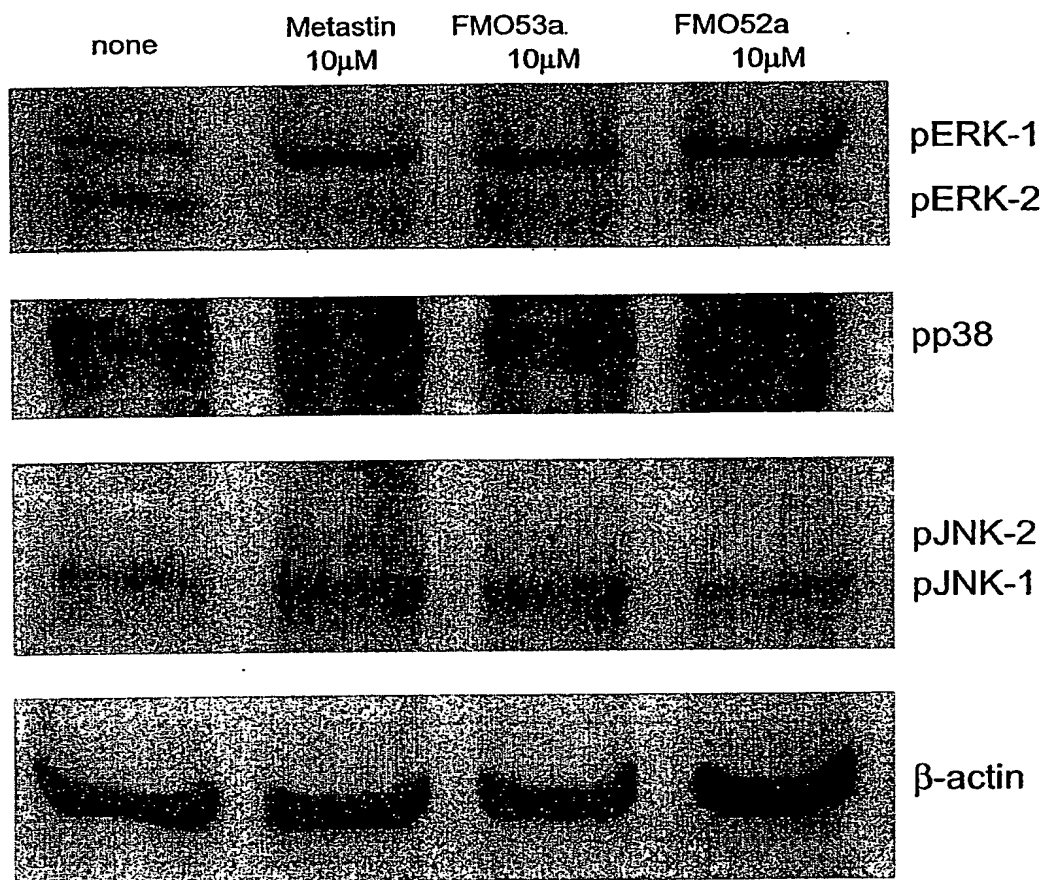 none Metastin FMO53a. FMO52a
10μM 10μM 10μM
pERK-1
pERK-2
pp38
pJNK-2
pJNK-1
β-actin